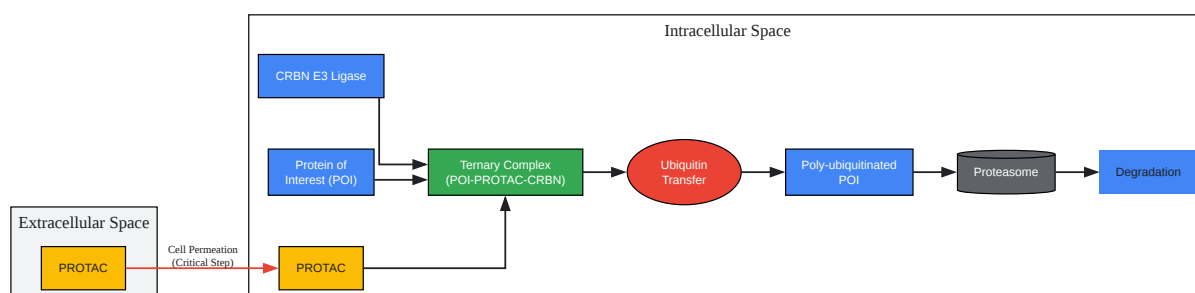 Intracellular Space
CRBN E3 Ligase
Protein of
Interest (POI)
Ternary Complex
(POI-PROTAC-CRBN)
Ubiquitin
Transfer
Poly-ubiquitinated
POI
Proteasome
Degradation
Extracellular Space
PROTAC
Cell Permeation
(Critical Step)
PROTAC